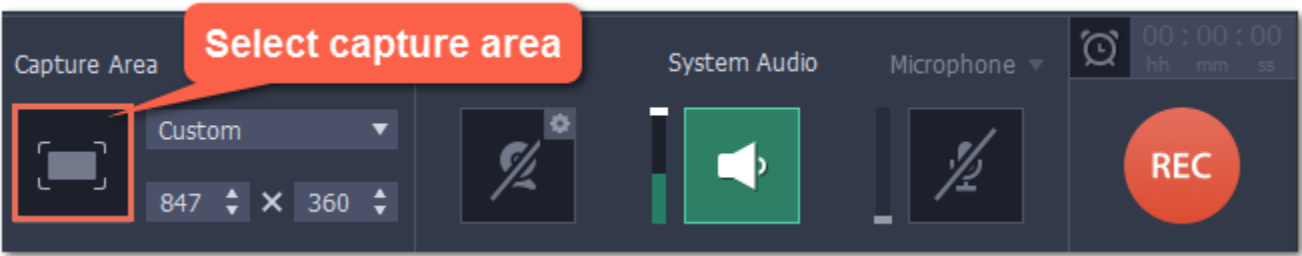 Select capture area
Capture Area
System Audio
Microphone
00 : 00 : 00
hh mm ss
Custom
847 × 360
REC